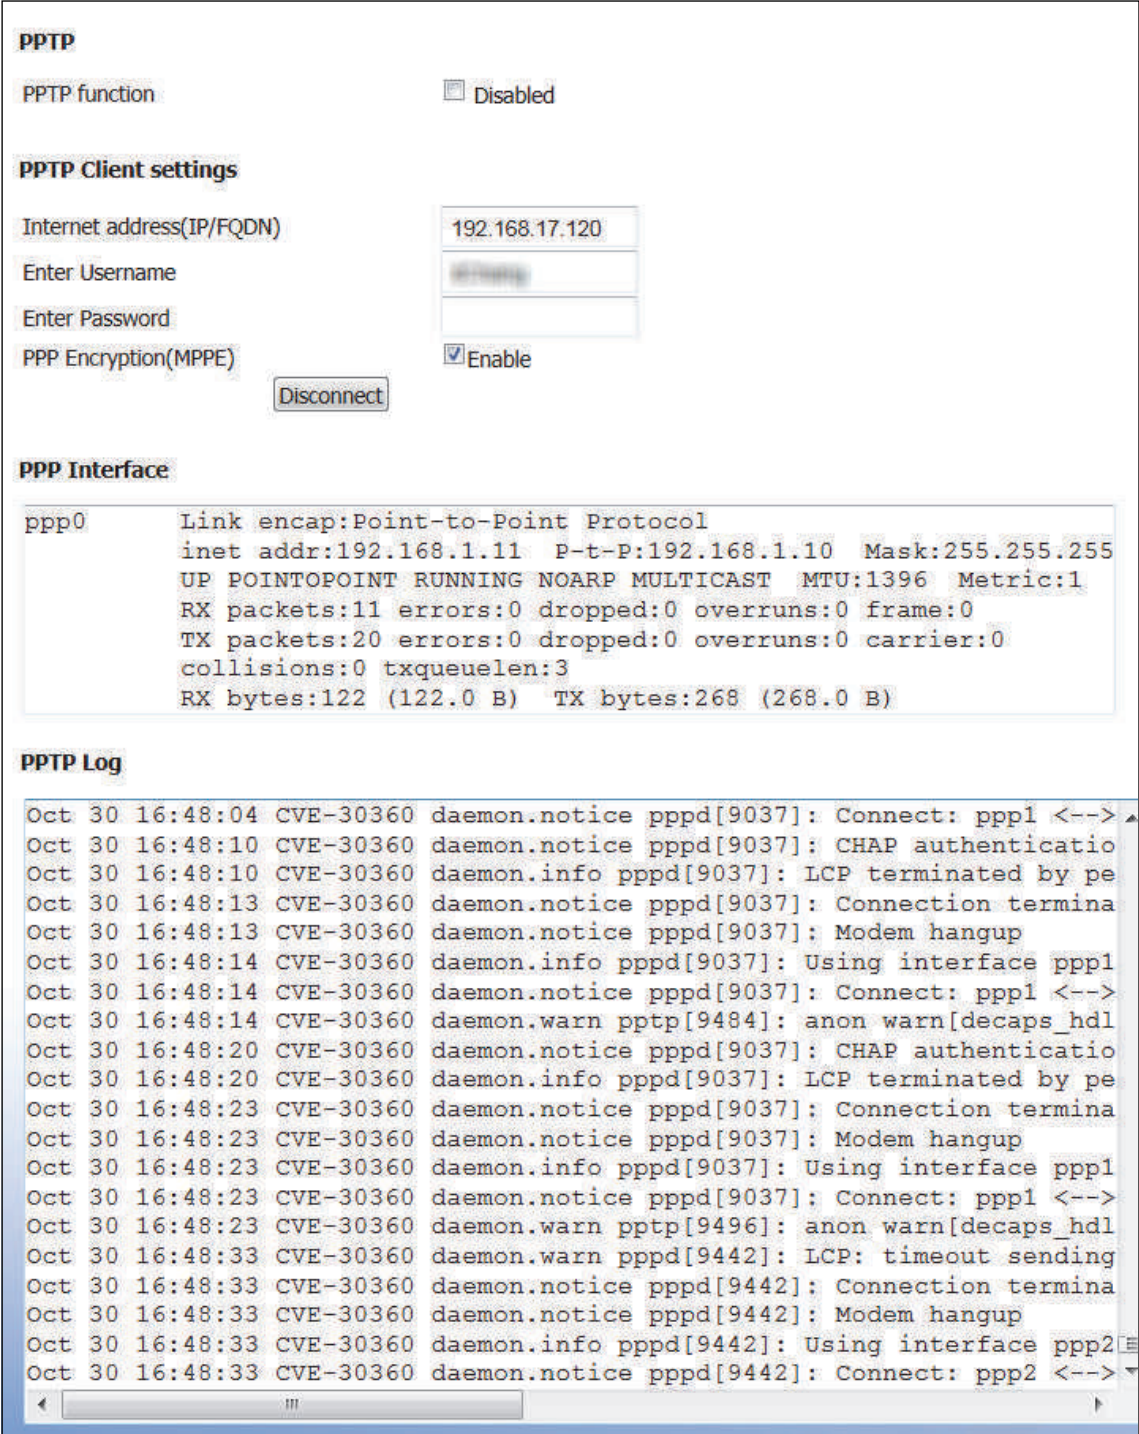 PPTP
PPTP function Disabled
PPTP Client settings
Internet address(IP/FQDN) 192.168.17.120
Enter Username
Enter Password
PPP Encryption(MPPE) Enable
Disconnect
PPP Interface
ppp0 Link encap:Point-to-Point Protocol
inet addr:192.168.1.11 P-t-P:192.168.1.10 Mask:255.255.255
UP POINTOPOINT RUNNING NOARP MULTICAST MTU:1396 Metric:1
RX packets:11 errors:0 dropped:0 overruns:0 frame:0
TX packets:20 errors:0 dropped:0 overruns:0 carrier:0
collisions:0 txqueuelen:3
RX bytes:122 (122.0 B) TX bytes:268 (268.0 B)
PPTP Log
Oct 30 16:48:04 CVE-30360 daemon.notice pppd[9037]: Connect: ppp1 <-->
Oct 30 16:48:10 CVE-30360 daemon.notice pppd[9037]: CHAP authenticatio
Oct 30 16:48:10 CVE-30360 daemon.info pppd[9037]: LCP terminated by pe
Oct 30 16:48:13 CVE-30360 daemon.notice pppd[9037]: Connection termina
Oct 30 16:48:13 CVE-30360 daemon.notice pppd[9037]: Modem hangup
Oct 30 16:48:14 CVE-30360 daemon.info pppd[9037]: Using interface ppp1
Oct 30 16:48:14 CVE-30360 daemon.notice pppd[9037]: Connect: ppp1 <-->
Oct 30 16:48:14 CVE-30360 daemon.warn pptp[9484]: anon warn[decaps_hdl
Oct 30 16:48:20 CVE-30360 daemon.notice pppd[9037]: CHAP authenticatio
Oct 30 16:48:20 CVE-30360 daemon.info pppd[9037]: LCP terminated by pe
Oct 30 16:48:23 CVE-30360 daemon.notice pppd[9037]: Connection termina
Oct 30 16:48:23 CVE-30360 daemon.notice pppd[9037]: Modem hangup
Oct 30 16:48:23 CVE-30360 daemon.info pppd[9037]: Using interface ppp1
Oct 30 16:48:23 CVE-30360 daemon.notice pppd[9037]: Connect: ppp1 <-->
Oct 30 16:48:23 CVE-30360 daemon.warn pptp[9496]: anon warn[decaps_hdl
Oct 30 16:48:33 CVE-30360 daemon.warn pppd[9442]: LCP: timeout sending
Oct 30 16:48:33 CVE-30360 daemon.notice pppd[9442]: Connection termina
Oct 30 16:48:33 CVE-30360 daemon.notice pppd[9442]: Modem hangup
Oct 30 16:48:33 CVE-30360 daemon.info pppd[9442]: Using interface ppp2
Oct 30 16:48:33 CVE-30360 daemon.notice pppd[9442]: Connect: ppp2 <-->